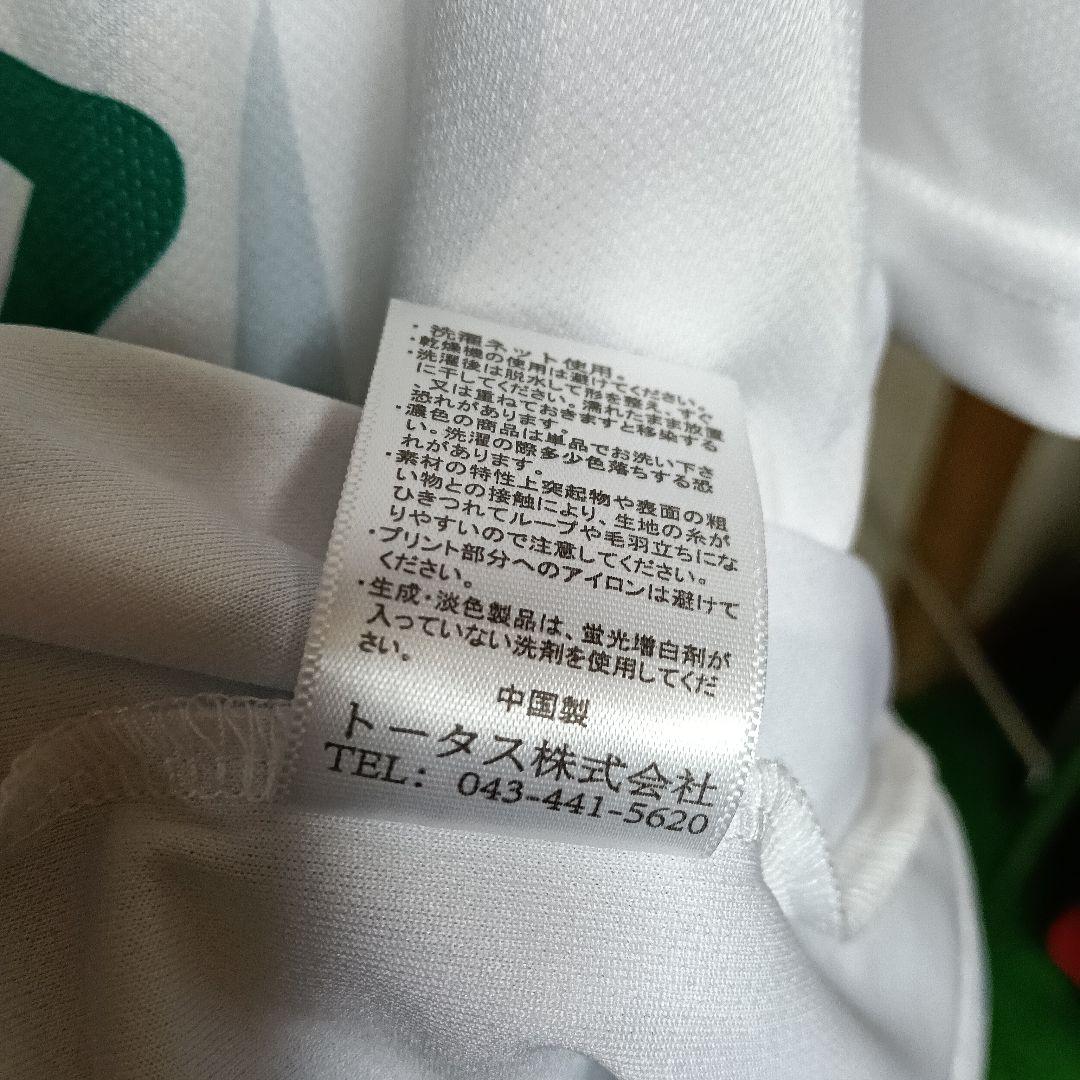 ・洗濯ネット使用。
・乾燥機の使用は避けてください。
・洗濯後は脱水して形を整え、すぐ
に干してください。濡れたまま放置
、又は重ねておきますと移染する
恐れがあります。
・濃色の商品は単品でお洗い下さ
い。洗濯の際多少色落ちする恐
れがあります。
・素材の特性上突起物や表面の粗
い物との接触により、生地の糸が
ひきつれてループや毛羽立ちにな
りやすいので注意してください。
・プリント部分へのアイロンは避けて
ください。
・生成・淡色製品は、蛍光増白剤が
入っていない洗剤を使用してくだ
さい。
中国製
トータス株式会社
TEL: 043-441-5620